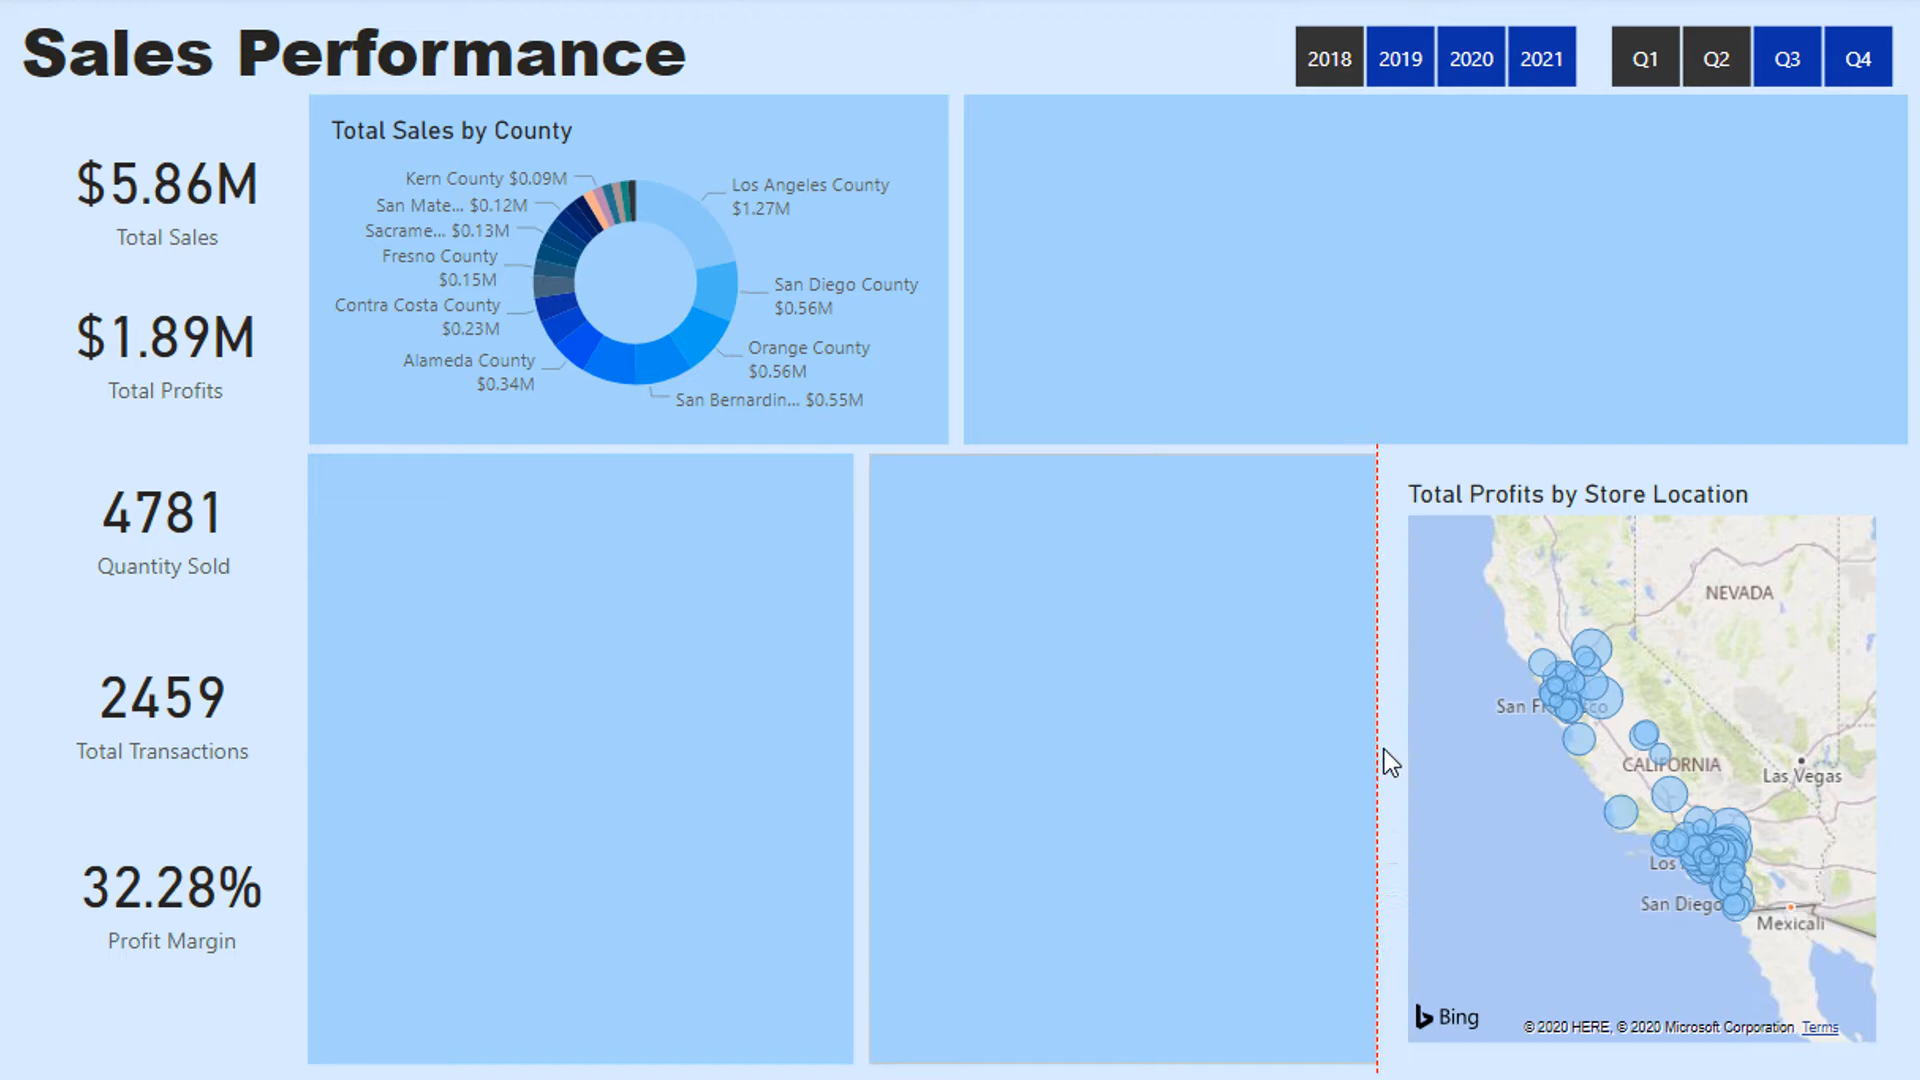 Sales Performance
2018 2019 2020 2021 Q1 Q2 Q3 Q4
$5.86M
Total Sales
$1.89M
Total Profits
4781
Quantity Sold
2459
Total Transactions
32.28%
Profit Margin
Total Sales by County
Kern County $0.09M
San Mate... $0.12M
Sacrame... $0.13M
Fresno County
$0.15M
Contra Costa County
$0.23M
Alameda County
$0.34M
Los Angeles County
$1.27M
San Diego County
$0.56M
Orange County
$0.56M
San Bernardin... $0.55M
Total Profits by Store Location
NEVADA
San
CALIFORNIA
Las Vegas
Los
San Diego
Mexicali
Bing
© 2020 HERE, © 2020 Microsoft Corporation Terms